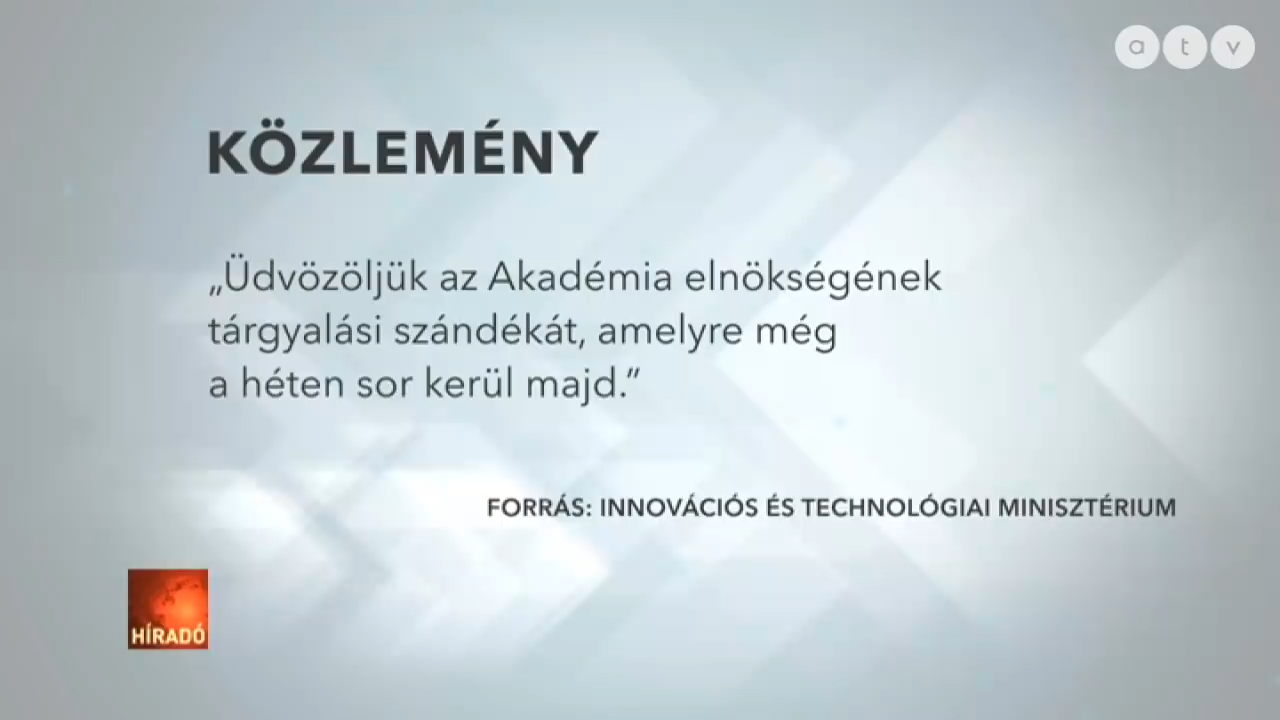 a t v
KÖZLEMÉNY
„Üdvözöljük az Akadémia elnökségének
tárgyalási szándékát, amelyre még
a héten sor kerül majd.”
FORRÁS: INNOVÁCIÓS ÉS TECHNOLÓGIAI MINISZTÉRIUM
HÍRADÓ